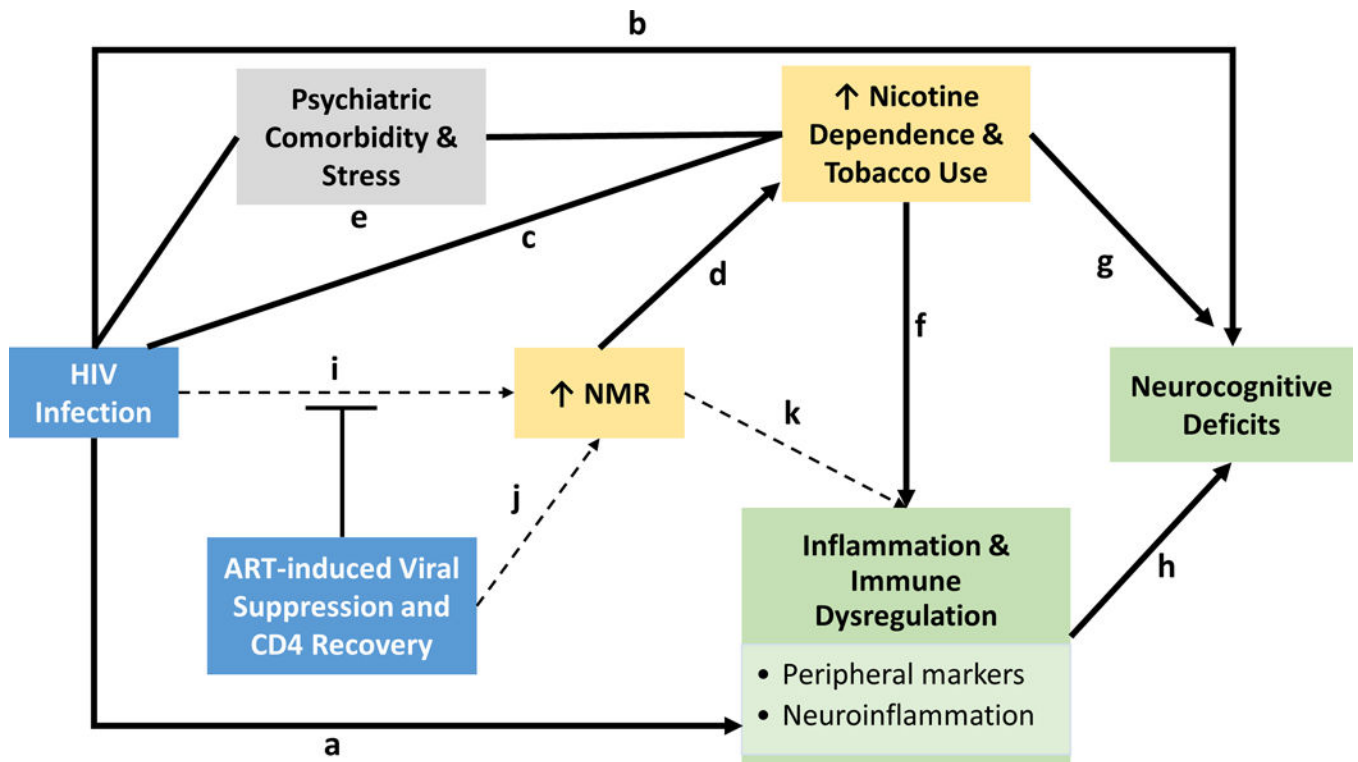 b
Psychiatric
Comorbidity &
Stress
e
↑ Nicotine
Dependence &
Tobacco Use
c
d
g
f
HIV
Infection
i
↑ NMR
k
Neurocognitive
Deficits
j
ART-induced Viral
Suppression and
CD4 Recovery
Inflammation &
Immune
Dysregulation
• Peripheral markers
• Neuroinflammation
h
a